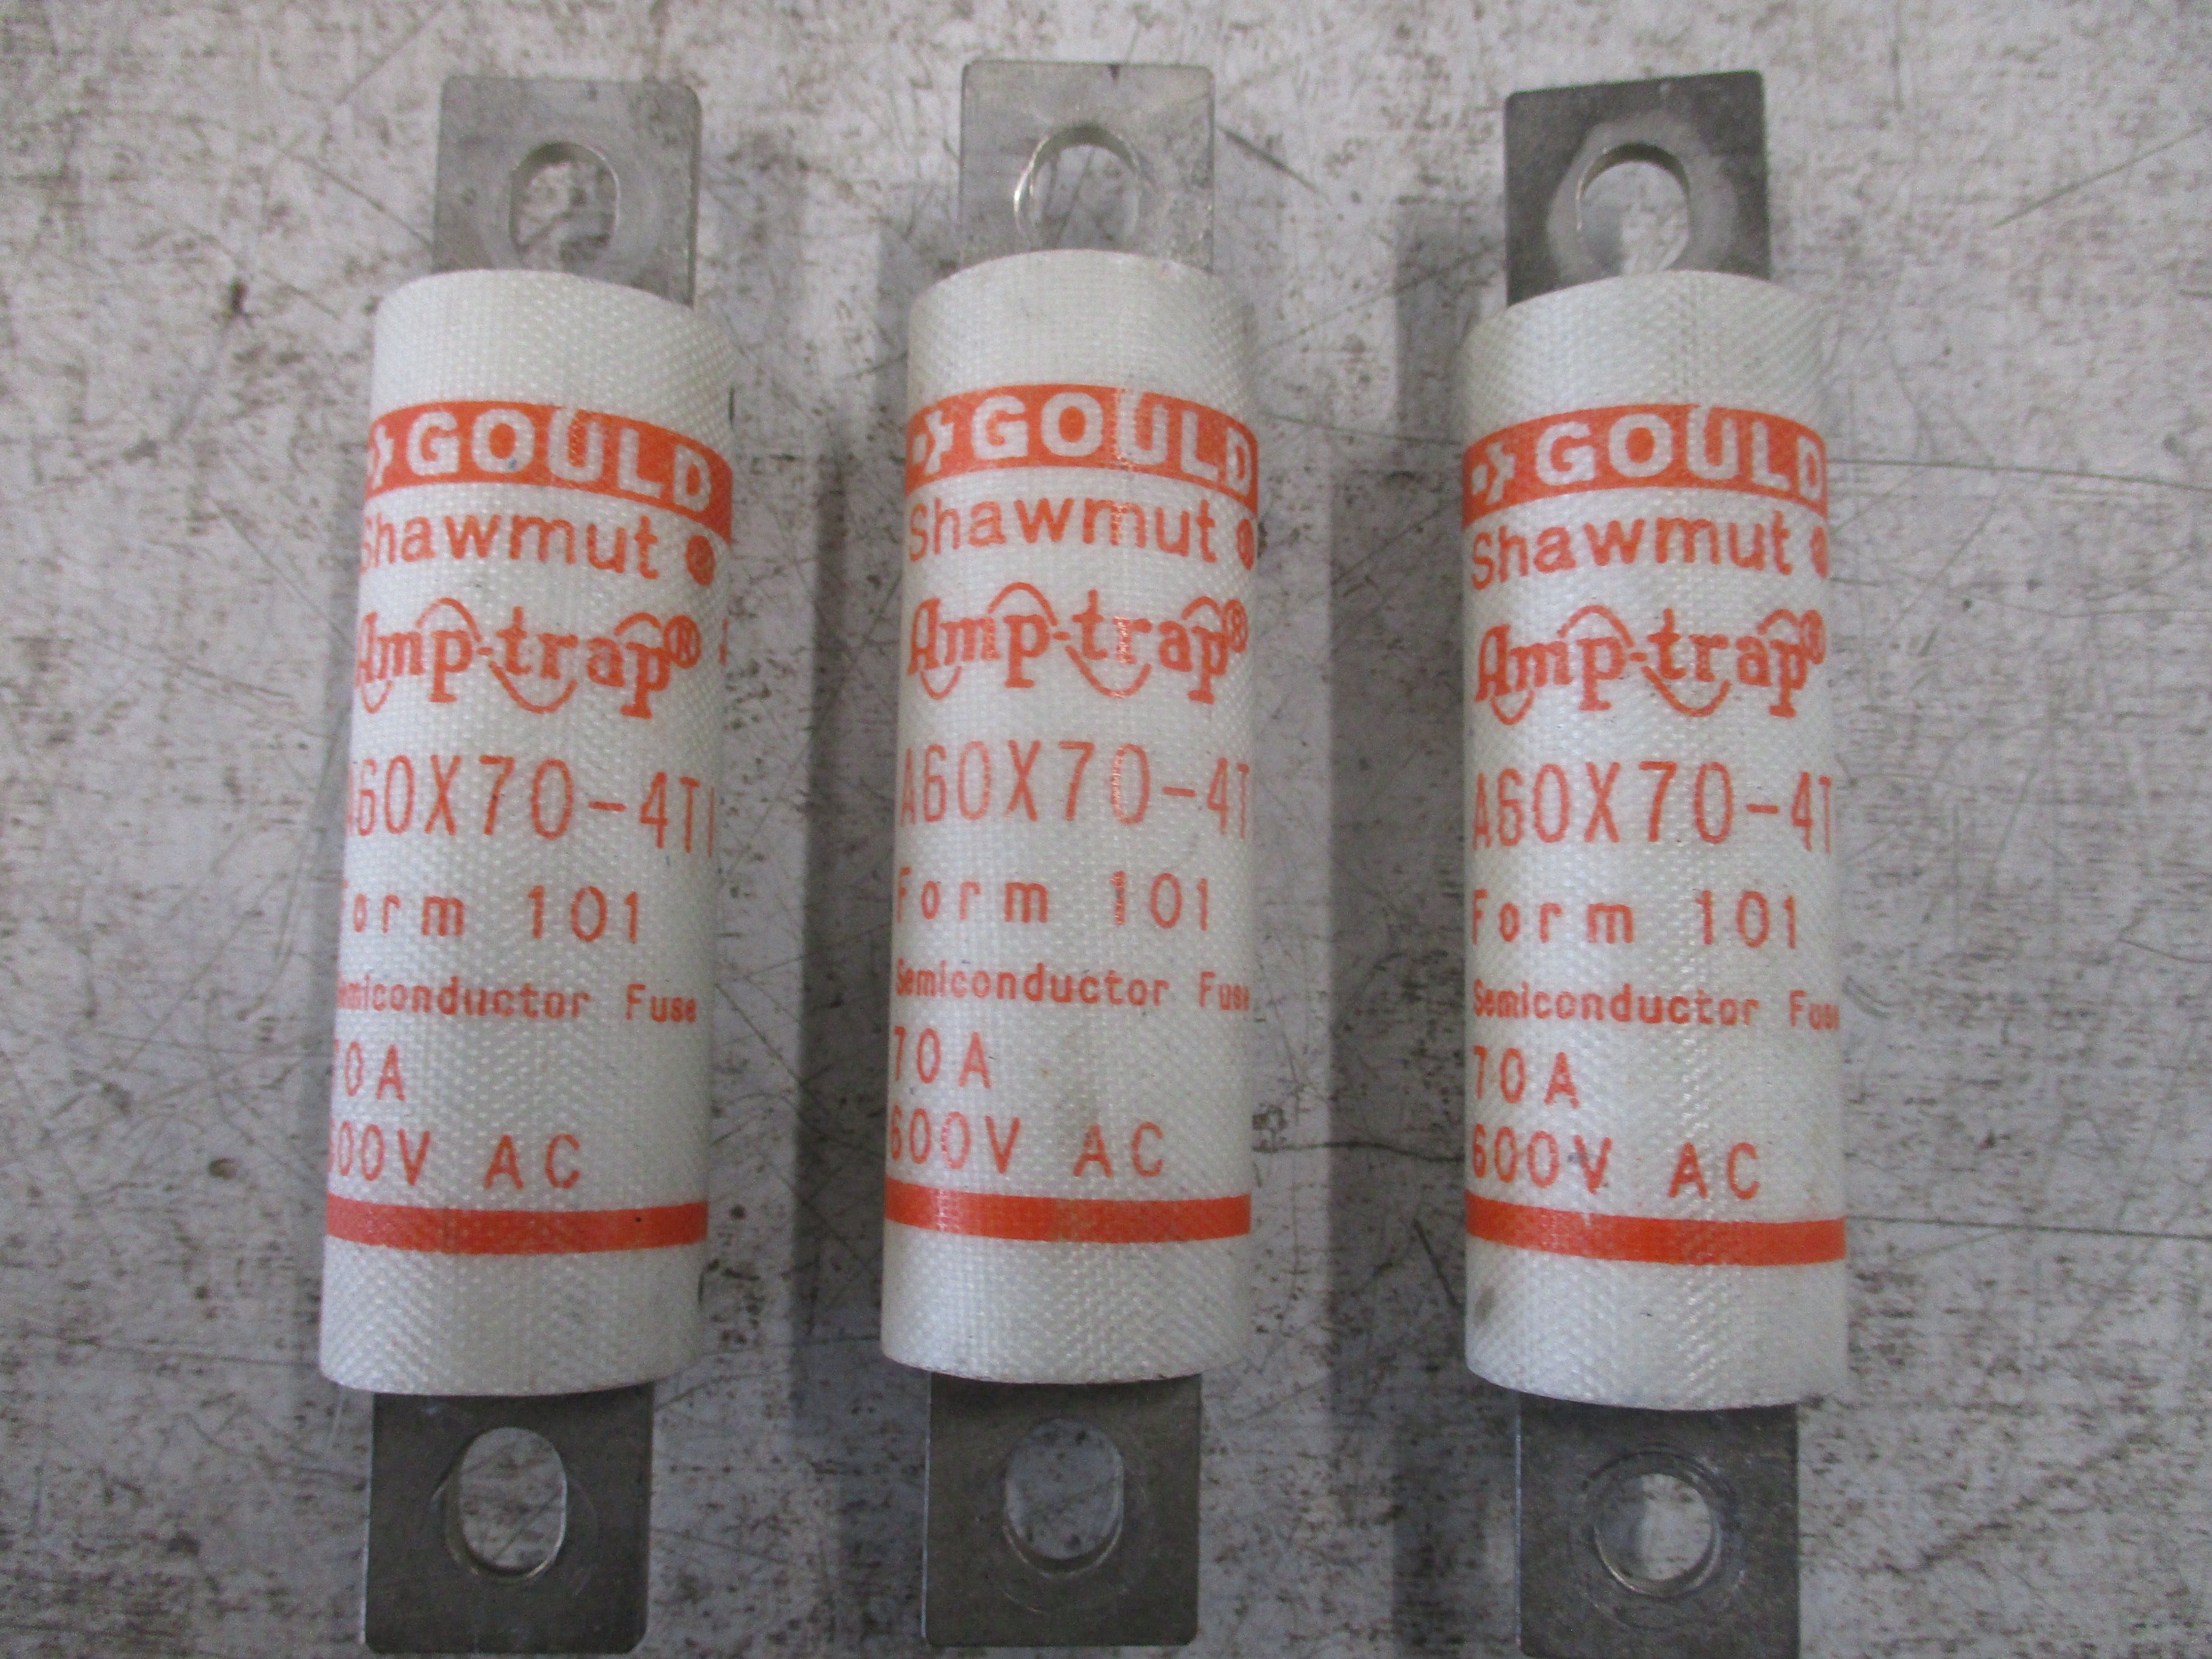 GOULD
Shawmut ®
Amp-trap®
A60X70-4TI
Form 101
Semiconductor Fuse
70A
600V AC
GOULD
Shawmut ®
Amp-trap®
A60X70-4T
Form 101
Semiconductor Fuse
70A
600V AC
GOULD
Shawmut ®
Amp-trap®
A60X70-4T
Form 101
Semiconductor Fuse
70A
600V AC